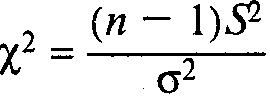 χ² = (n − 1)S² / σ²